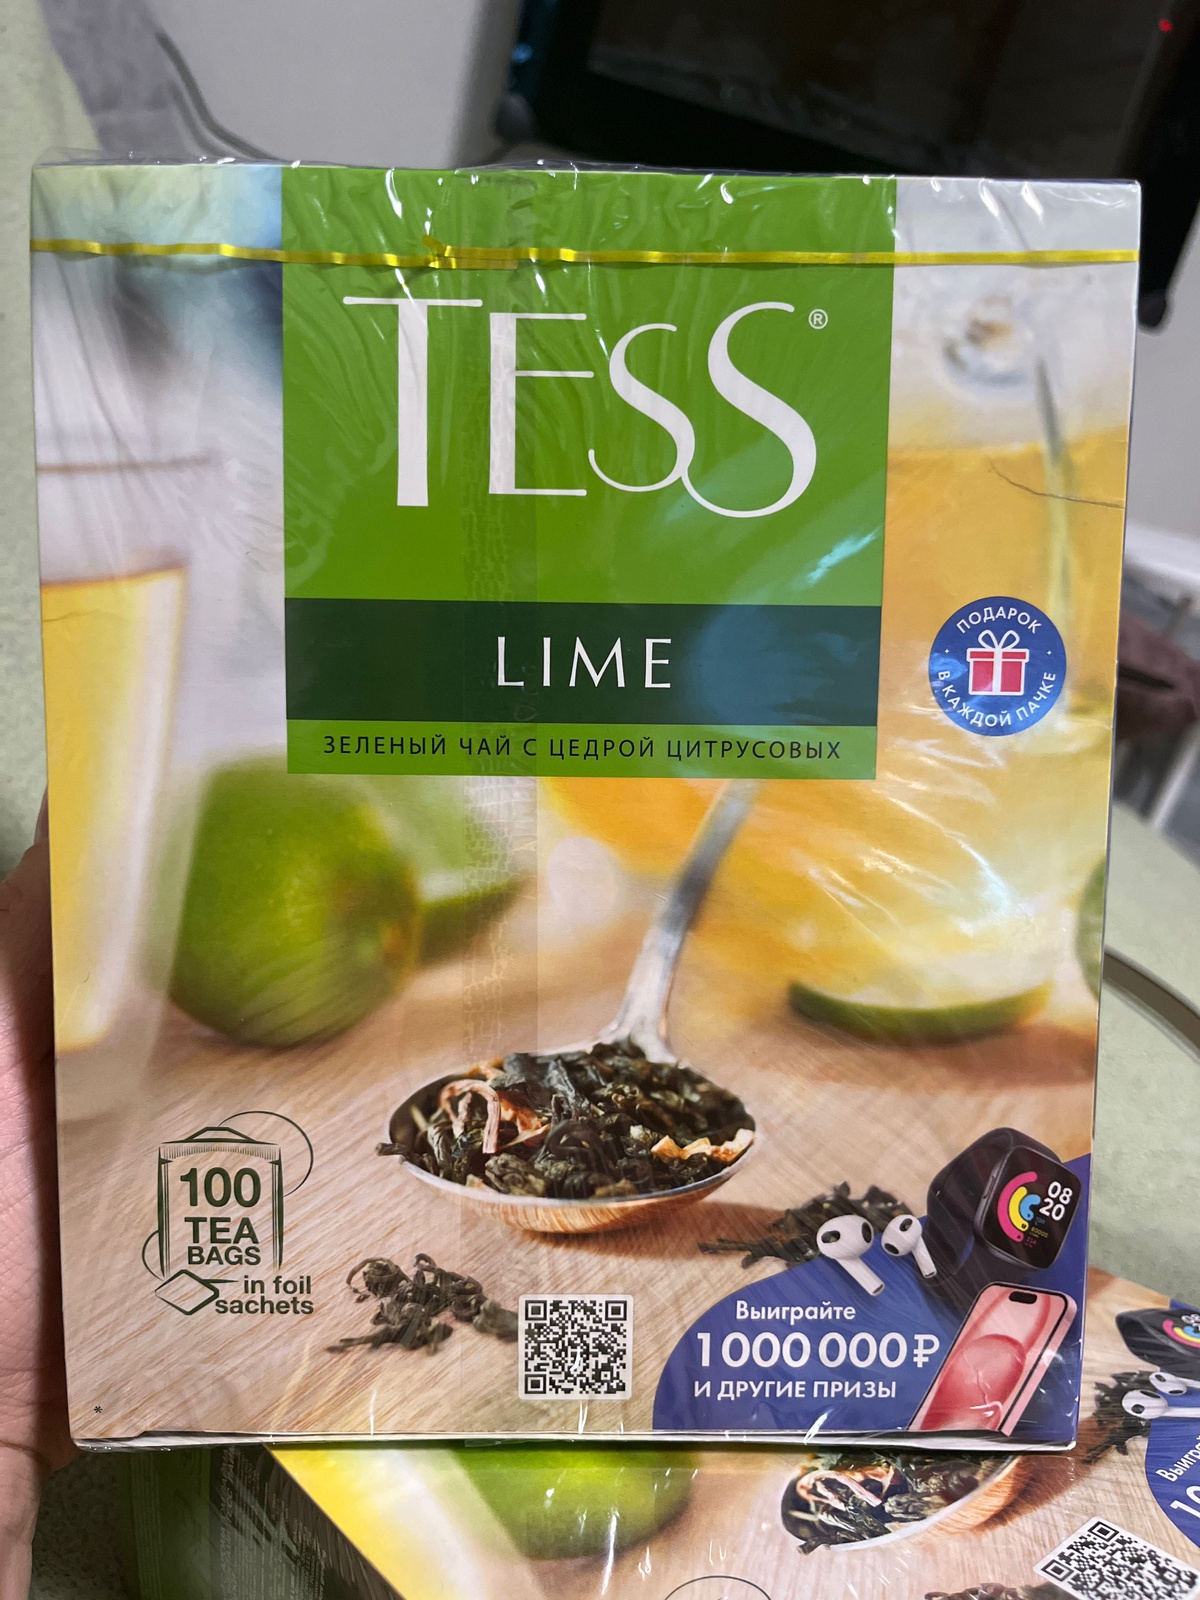 TESS®
LIME
ЗЕЛЕНЫЙ ЧАЙ С ЦЕДРОЙ ЦИТРУСОВЫХ
ПОДАРОК
В КАЖДОЙ ПАЧКЕ
100
TEA
BAGS
in foil
sachets
08
20
Выиграйте
1 000 000 ₽
И ДРУГИЕ ПРИЗЫ
*